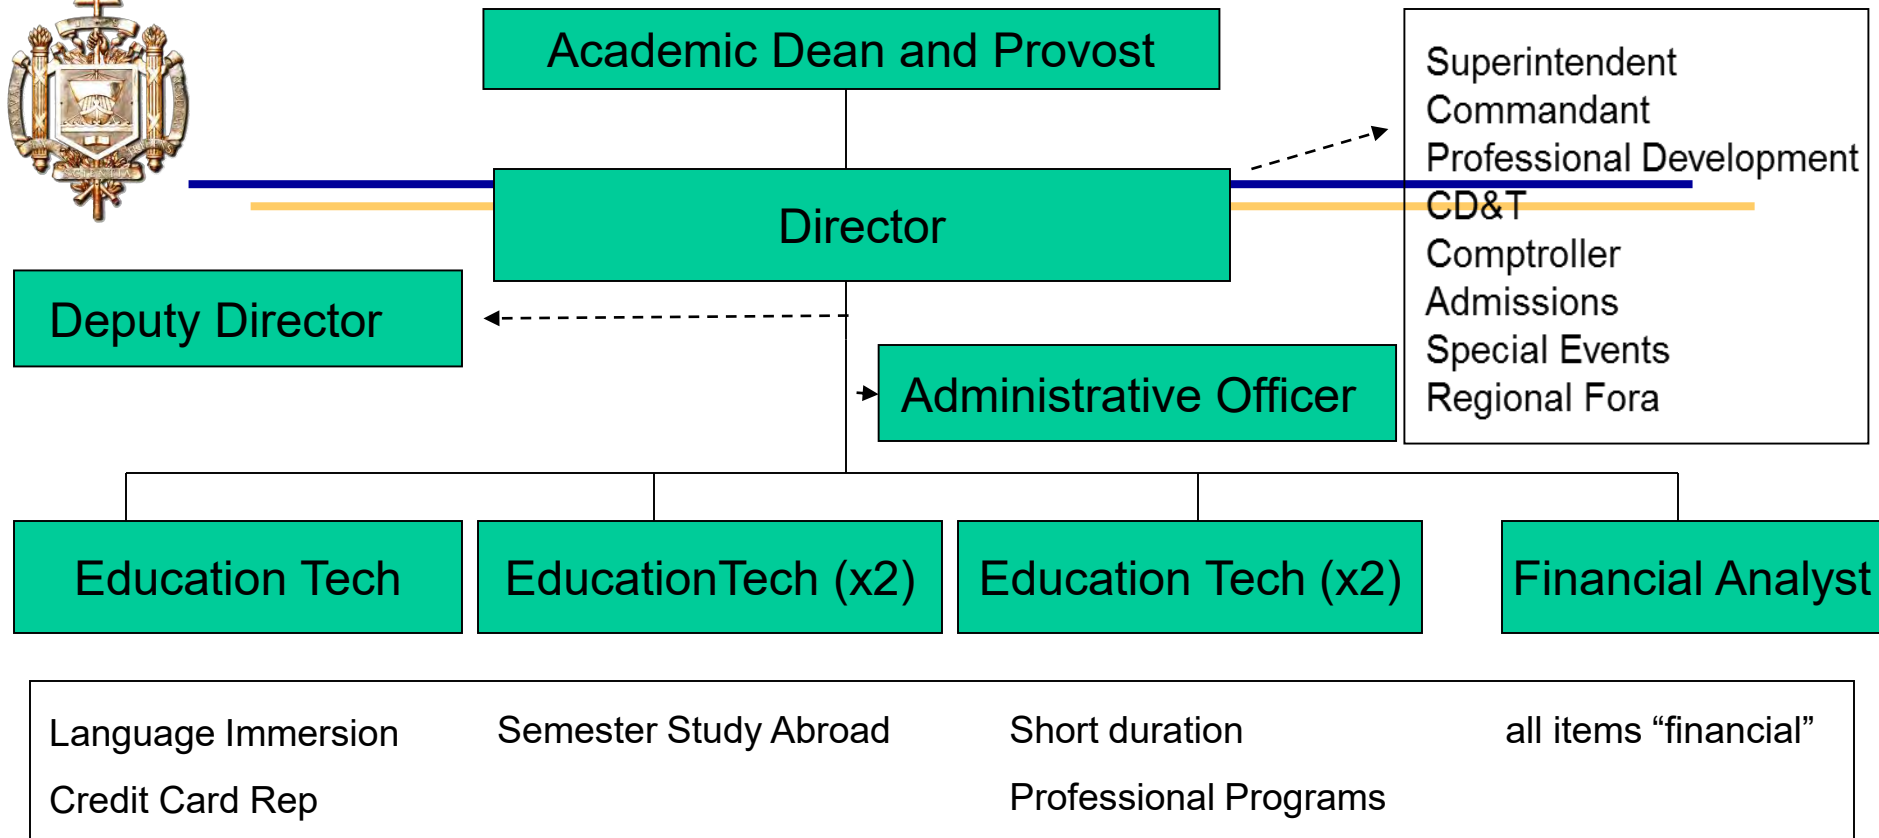 Academic Dean and Provost
Superintendent
Commandant
Professional Development
CD&T
Comptroller
Admissions
Special Events
Regional Fora
Director
Deputy Director
Administrative Officer
Education Tech
EducationTech (x2)
Education Tech (x2)
Financial Analyst
Language Immersion
Credit Card Rep
Semester Study Abroad
Short duration
Professional Programs
all items “financial”